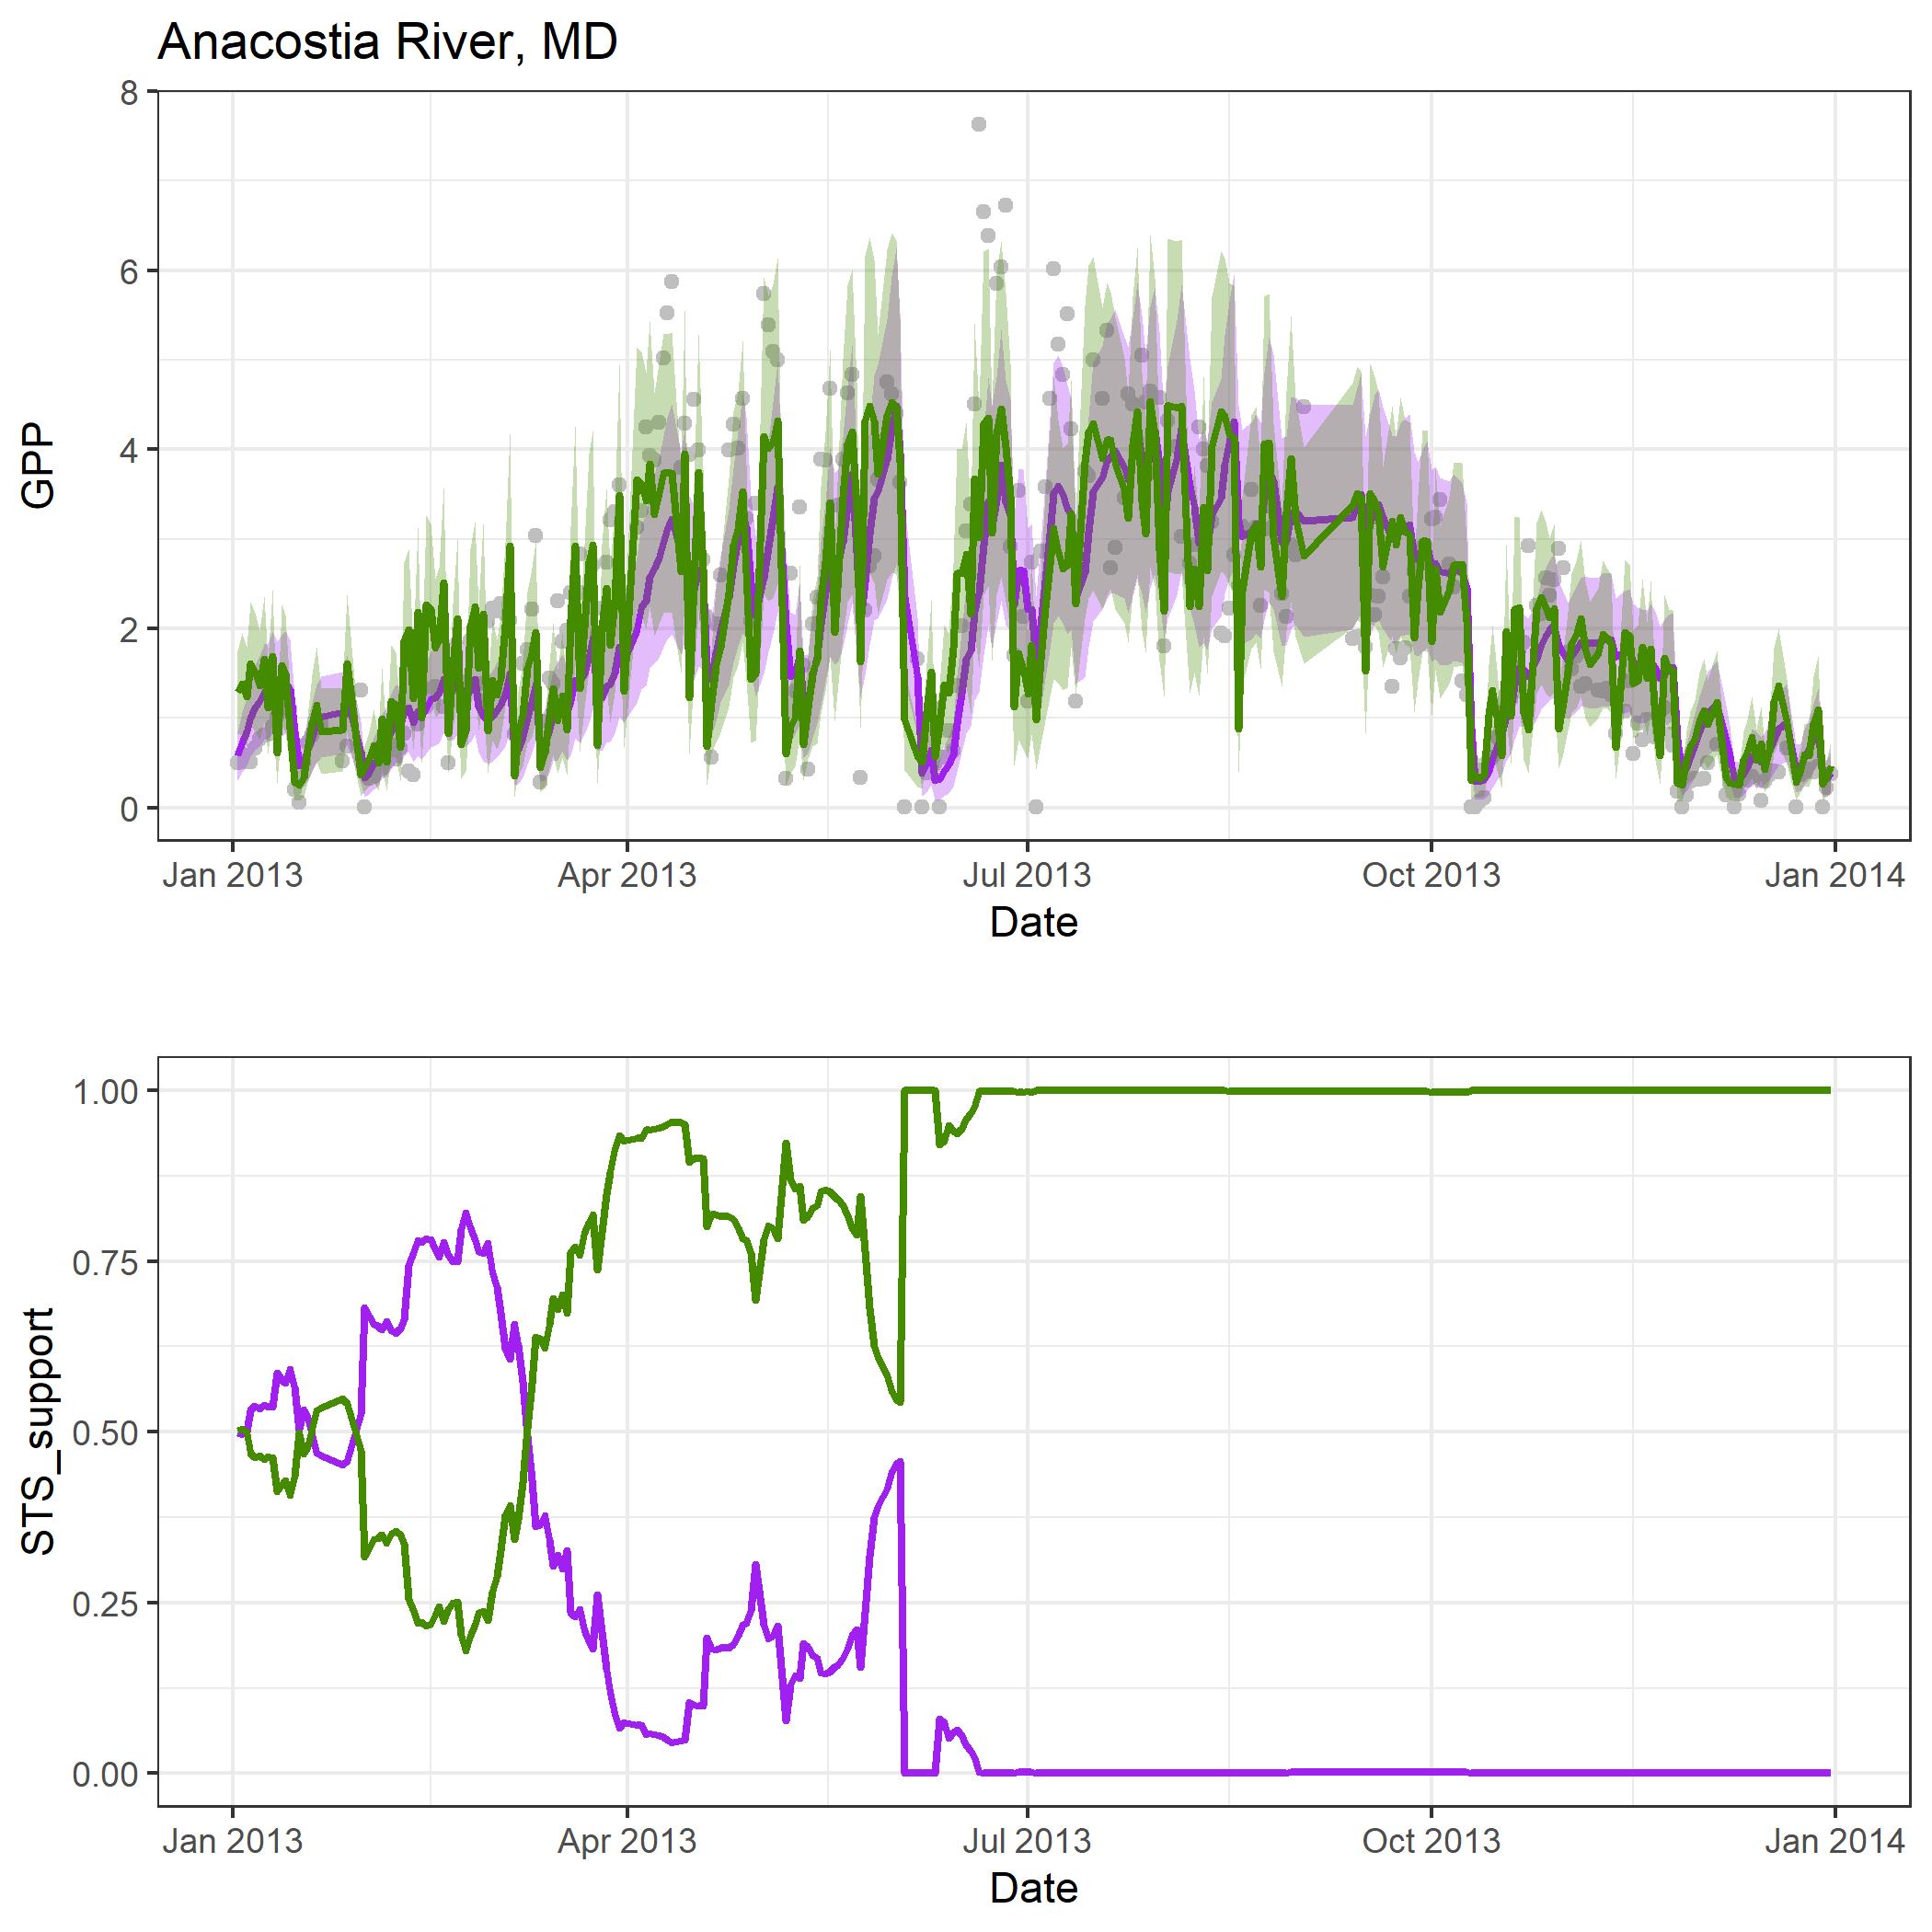 Anacostia River, MD
8
6
4
2
0
GPP
Jan 2013 Apr 2013 Jul 2013 Oct 2013 Jan 2014
Date
1.00
0.75
0.50
0.25
0.00
STS_support
Jan 2013 Apr 2013 Jul 2013 Oct 2013 Jan 2014
Date